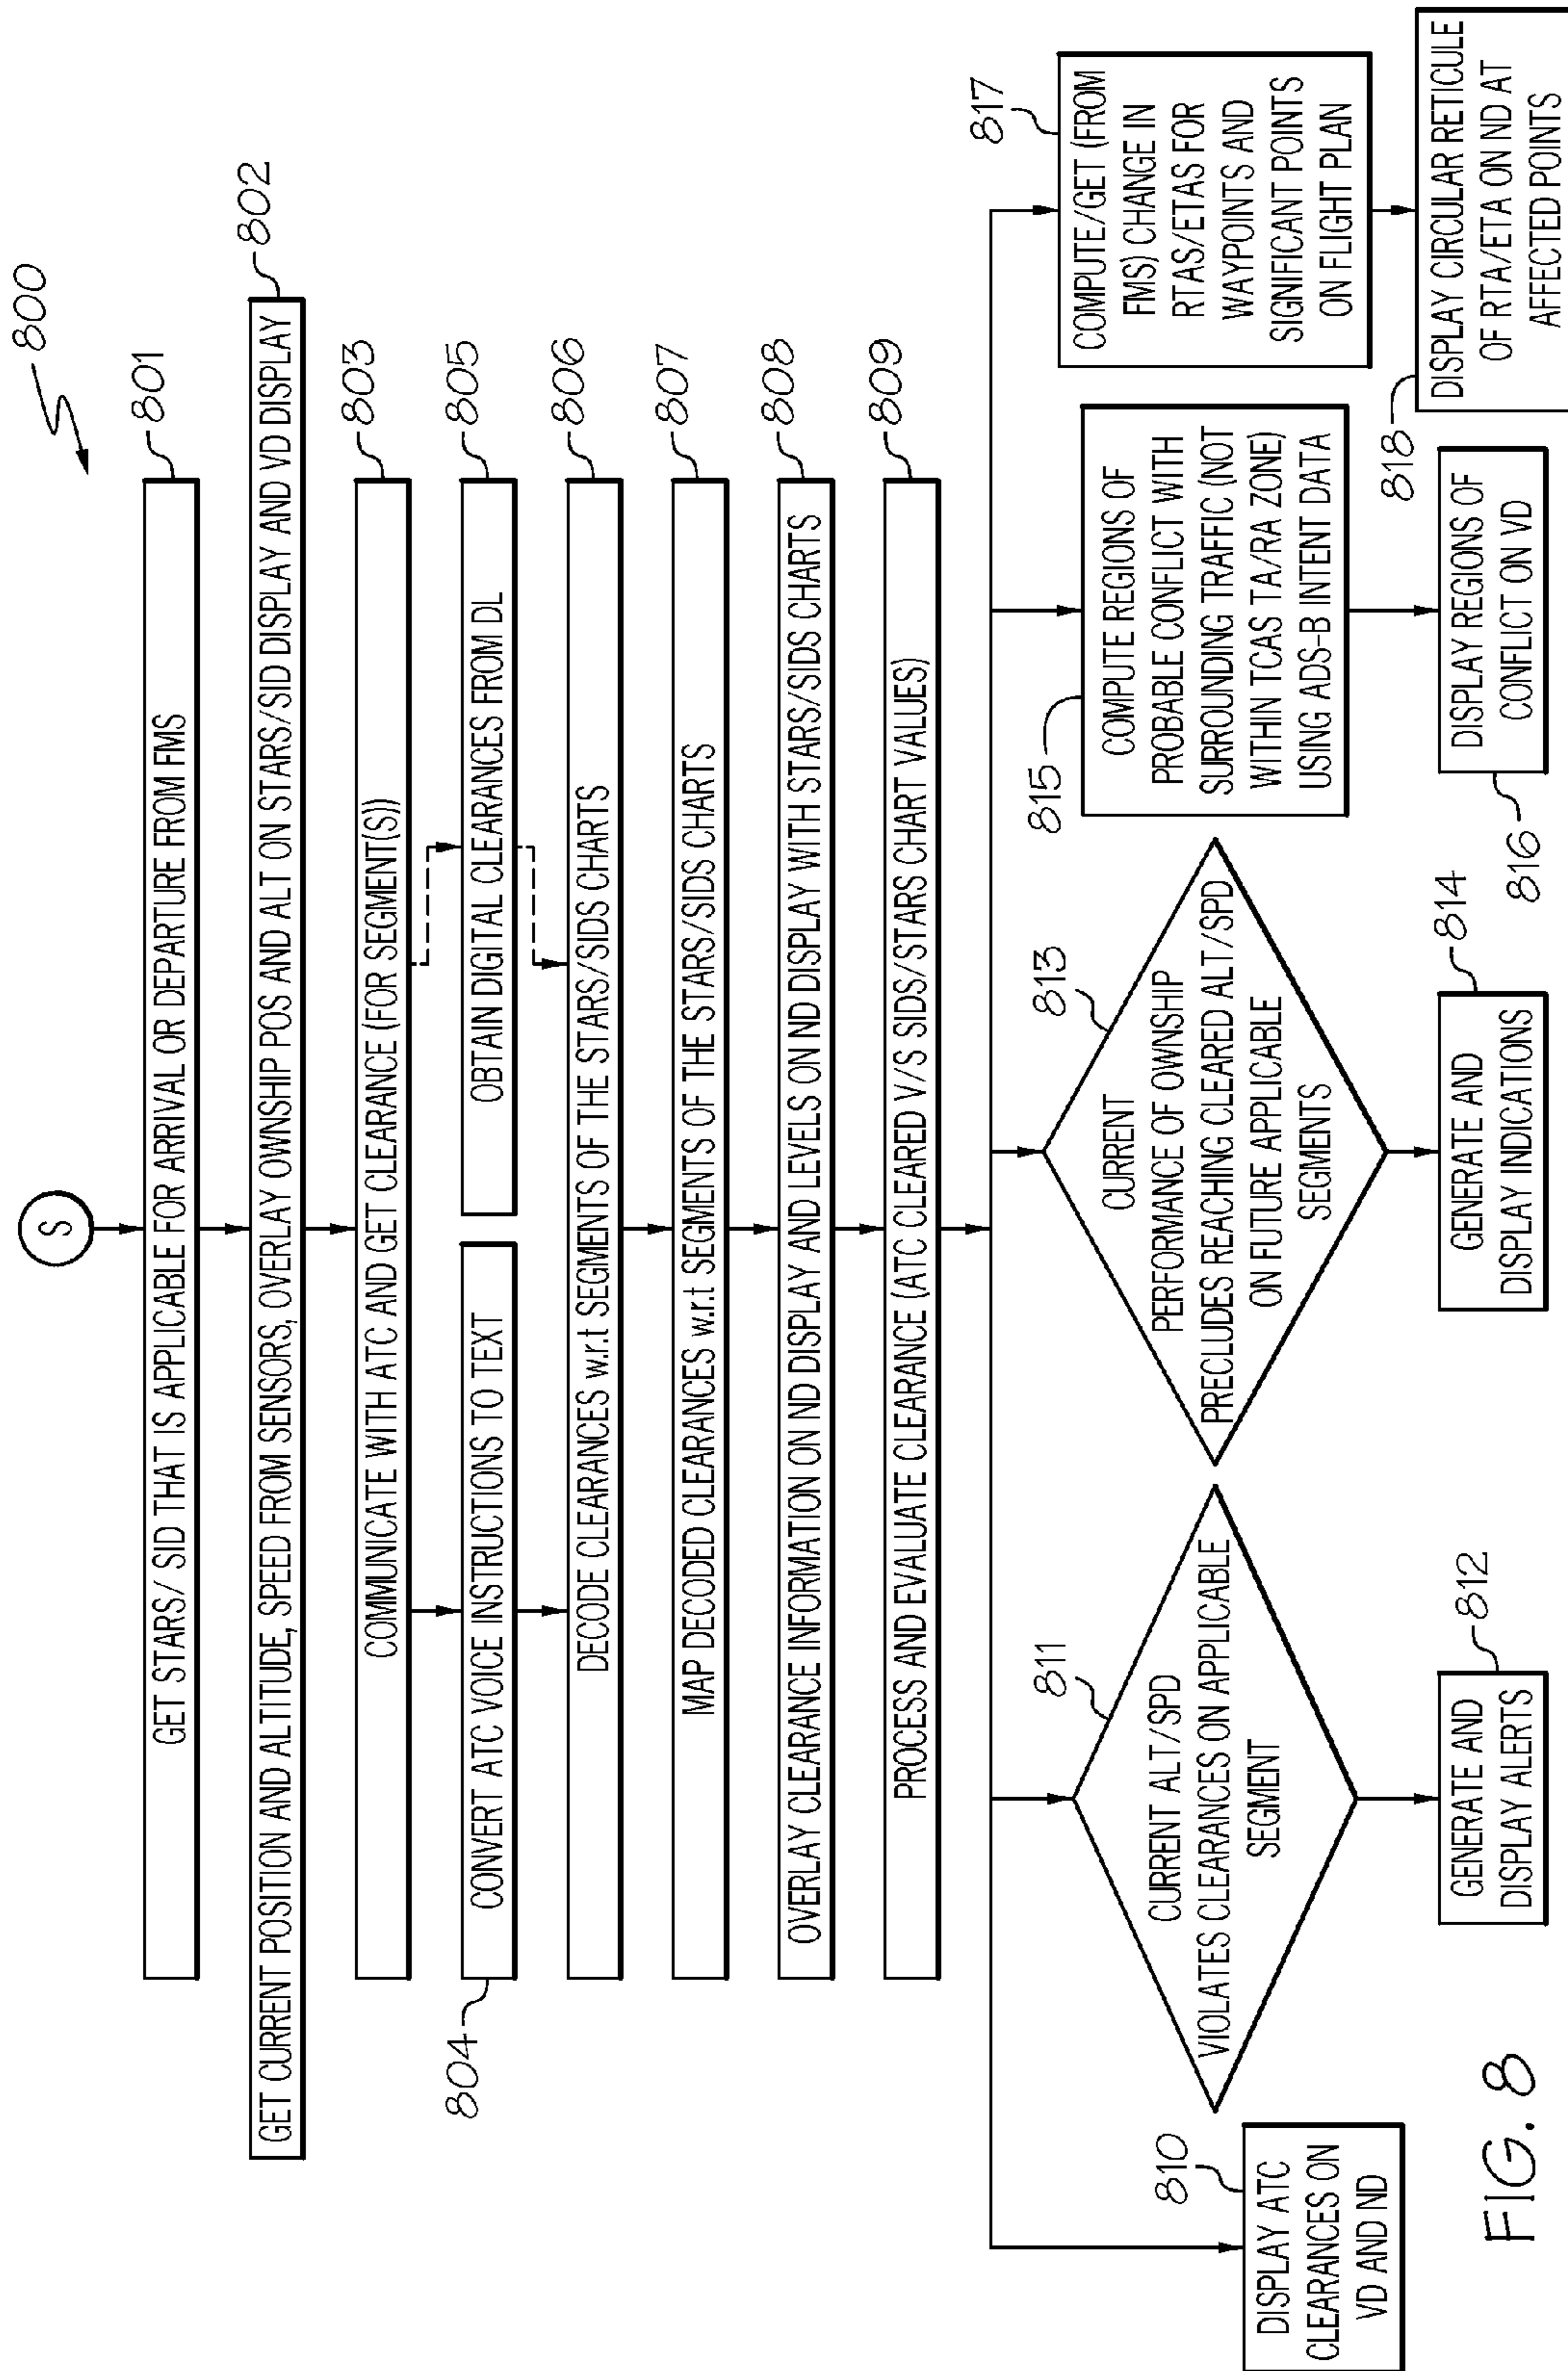 800
S
GET STARS/ SID THAT IS APPLICABLE FOR ARRIVAL OR DEPARTURE FROM FMS
801
GET CURRENT POSITION AND ALTITUDE, SPEED FROM SENSORS, OVERLAY OWNSHIP POS AND ALT ON STARS/SID DISPLAY AND VD DISPLAY
802
COMMUNICATE WITH ATC AND GET CLEARANCE (FOR SEGMENT(S))
803
804
CONVERT ATC VOICE INSTRUCTIONS TO TEXT
OBTAIN DIGITAL CLEARANCES FROM DL
805
DECODE CLEARANCES w.r.t SEGMENTS OF THE STARS/SIDS CHARTS
806
MAP DECODED CLEARANCES w.r.t SEGMENTS OF THE STARS/SIDS CHARTS
807
OVERLAY CLEARANCE INFORMATION ON ND DISPLAY AND LEVELS ON ND DISPLAY WITH STARS/SIDS CHARTS
808
PROCESS AND EVALUATE CLEARANCE (ATC CLEARED V/S SIDS/STARS CHART VALUES)
809
810
DISPLAY ATC
CLEARANCES ON
VD AND ND
811
CURRENT ALT/SPD
VIOLATES CLEARANCES ON APPLICABLE
SEGMENT
812
GENERATE AND
DISPLAY ALERTS
813
CURRENT
PERFORMANCE OF OWNSHIP
PRECLUDES REACHING CLEARED ALT/SPD
ON FUTURE APPLICABLE
SEGMENTS
814
GENERATE AND
DISPLAY INDICATIONS
815
COMPUTE REGIONS OF
PROBABLE CONFLICT WITH
SURROUNDING TRAFFIC (NOT
WITHIN TCAS TA/RA ZONE)
USING ADS-B INTENT DATA
816
DISPLAY REGIONS OF
CONFLICT ON VD
817
COMPUTE/GET (FROM
FMS) CHANGE IN
RTAS/ETAS FOR
WAYPOINTS AND
SIGNIFICANT POINTS
ON FLIGHT PLAN
818
DISPLAY CIRCULAR RETICULE
OF RTA/ETA ON ND AT
AFFECTED POINTS
FIG. 8